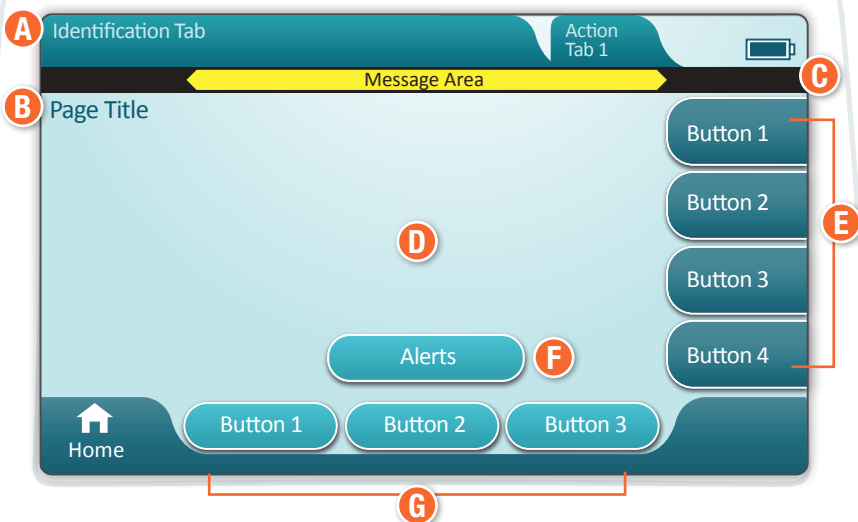 A
Identification Tab
Action
Tab 1
Message Area
C
B
Page Title
Button 1
Button 2
E
D
Button 3
Alerts
F
Button 4
Home
Button 1
Button 2
Button 3
G